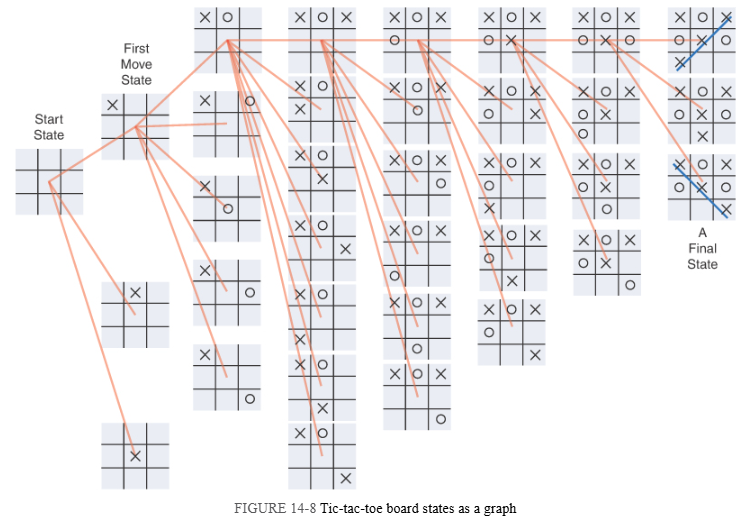 First
Move
State
Start
State
A
Final
State
FIGURE 14-8 Tic-tac-toe board states as a graph